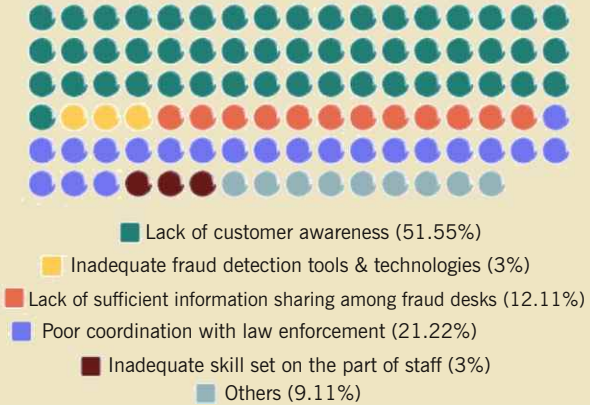 Lack of customer awareness (51.55%)
Inadequate fraud detection tools & technologies (3%)
Lack of sufficient information sharing among fraud desks (12.11%)
Poor coordination with law enforcement (21.22%)
Inadequate skill set on the part of staff (3%)
Others (9.11%)